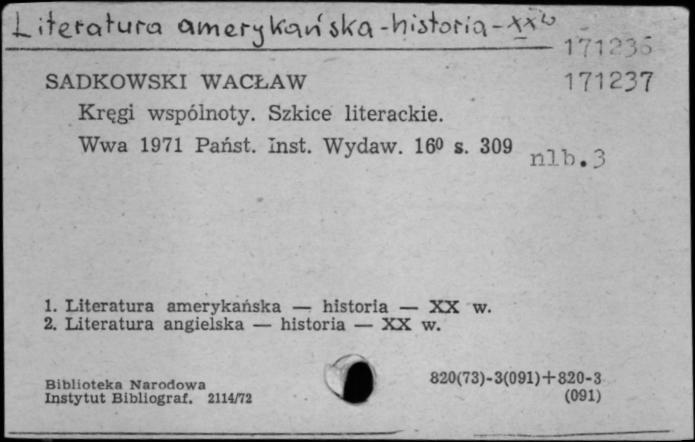 Literatura amerykańska - historia - XX w
171236
SADKOWSKI WACŁAW 171237
Kręgi wspólnoty. Szkice literackie.
Wwa 1971 Państ. Inst. Wydaw. 16⁰ s. 309 nlb.3
1. Literatura amerykańska — historia — XX w.
2. Literatura angielska — historia — XX w.
Biblioteka Narodowa 820(73)-3(091)+820-3
Instytut Bibliograf. 2114/72 (091)